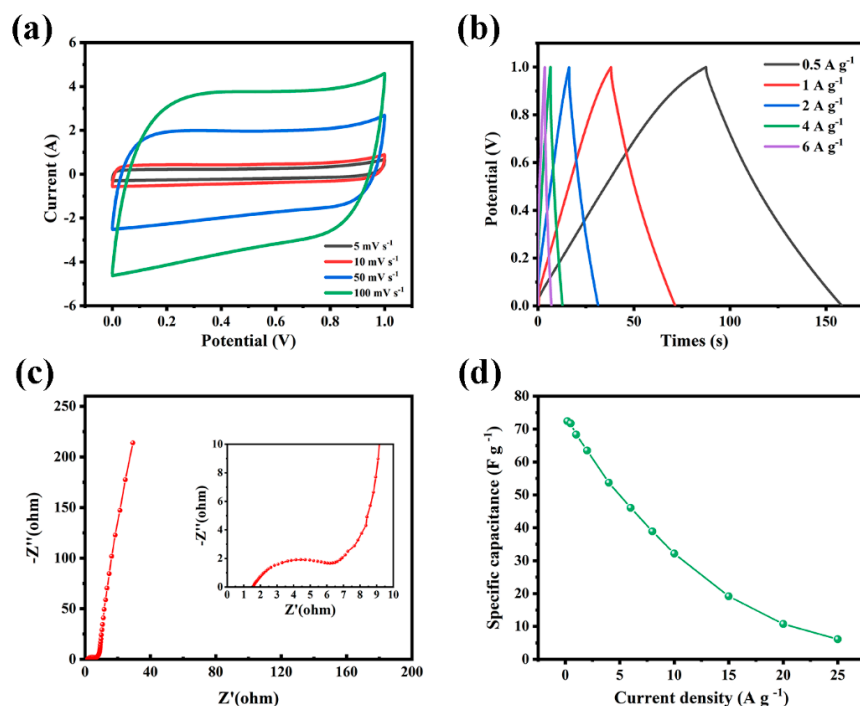 (a)
6
4
2
0
-2
-4
-6
Current (A)
0.0 0.2 0.4 0.6 0.8 1.0
Potential (V)
5 mV s⁻¹
10 mV s⁻¹
50 mV s⁻¹
100 mV s⁻¹
(b)
1.0
0.8
0.6
0.4
0.2
0.0
Potential (V)
0 50 100 150
Times (s)
0.5 A g⁻¹
1 A g⁻¹
2 A g⁻¹
4 A g⁻¹
6 A g⁻¹
(c)
250
200
150
100
50
0
-Z''(ohm)
0 40 80 120 160 200
Z'(ohm)
10
8
6
4
2
0
-Z''(ohm)
0 1 2 3 4 5 6 7 8 9 10
Z'(ohm)
(d)
80
70
60
50
40
30
20
10
0
Specific capacitance (F g⁻¹)
0 5 10 15 20 25
Current density (A g⁻¹)